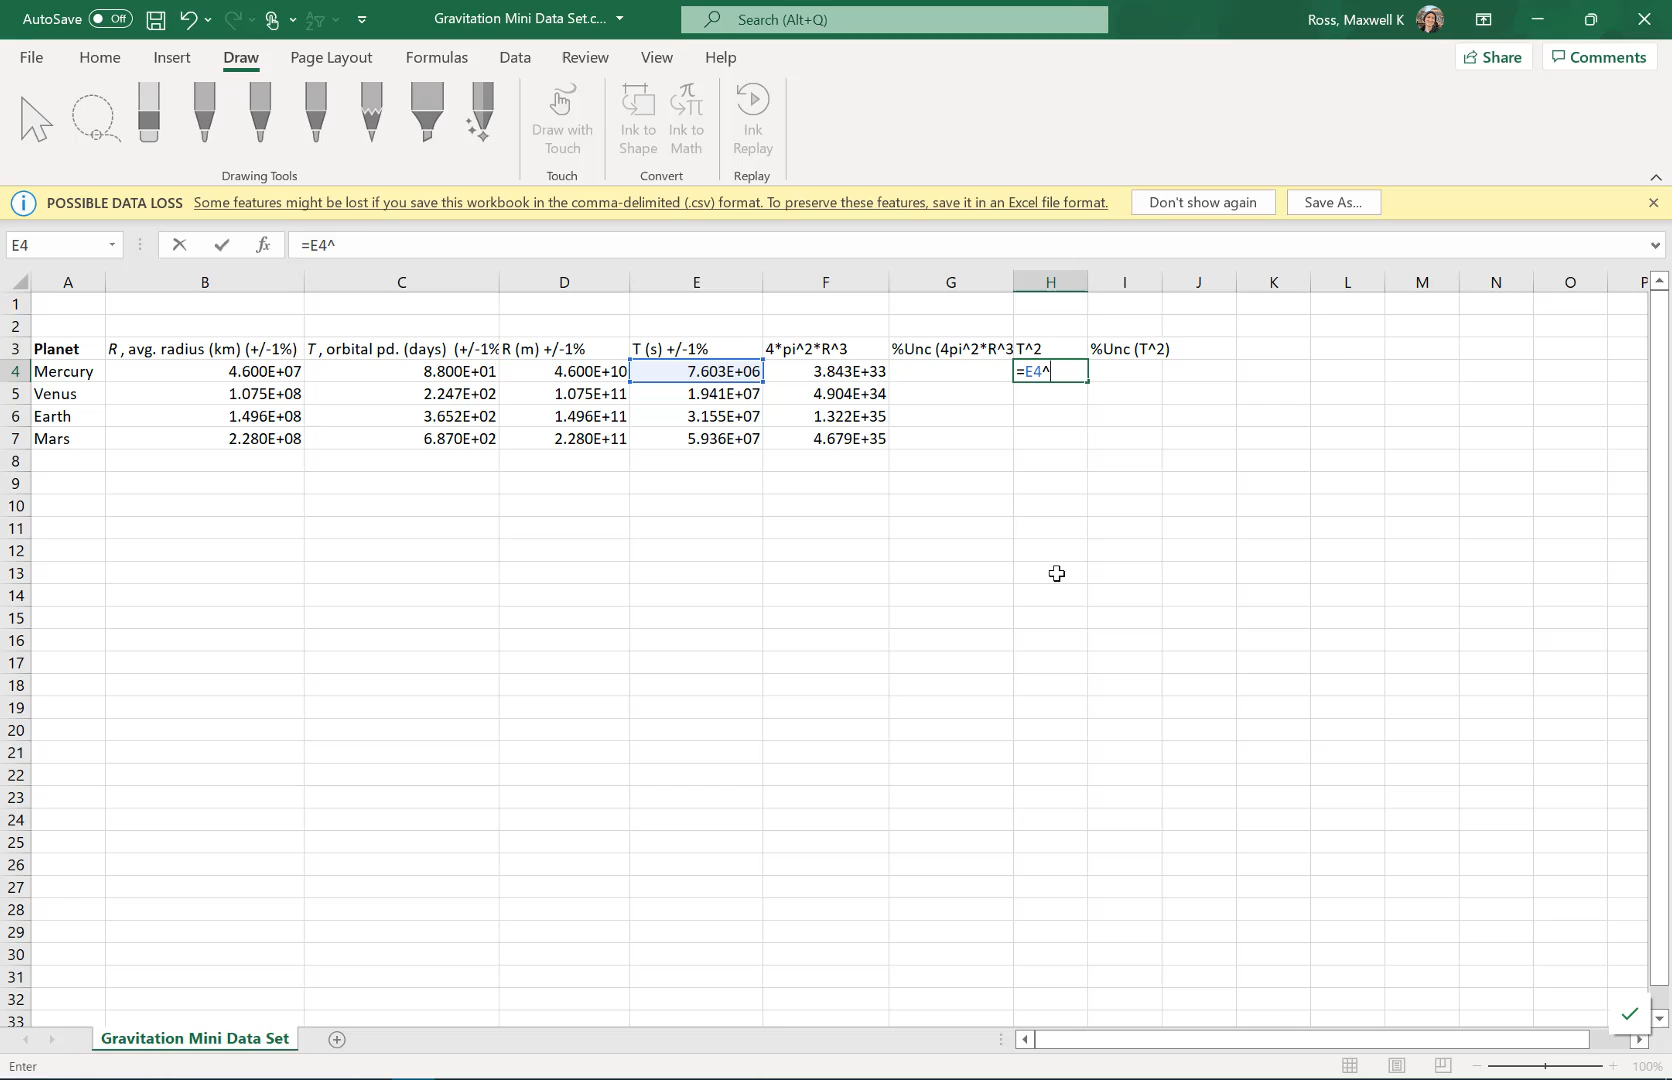 AutoSave Off Gravitation Mini Data Set.c... Search (Alt+Q) Ross, Maxwell K
File Home Insert Draw Page Layout Formulas Data Review View Help Share Comments
Draw with Touch
Ink to Shape
Ink to Math
Ink Replay
Drawing Tools Touch Convert Replay
POSSIBLE DATA LOSS Some features might be lost if you save this workbook in the comma-delimited (.csv) format. To preserve these features, save it in an Excel file format. Don't show again Save As...
E4 fx =E4^
A B C D E F G H I J K L M N O P
1
2
3 Planet R, avg. radius (km) (+/-1%) T, orbital pd. (days) (+/-1% R (m) +/-1% T (s) +/-1% 4*pi^2*R^3 %Unc (4pi^2*R^3 T^2 %Unc (T^2)
4 Mercury 4.600E+07 8.800E+01 4.600E+10 7.603E+06 3.843E+33 =E4^
5 Venus 1.075E+08 2.247E+02 1.075E+11 1.941E+07 4.904E+34
6 Earth 1.496E+08 3.652E+02 1.496E+11 3.155E+07 1.322E+35
7 Mars 2.280E+08 6.870E+02 2.280E+11 5.936E+07 4.679E+35
8
9
10
11
12
13
14
15
16
17
18
19
20
21
22
23
24
25
26
27
28
29
30
31
32
33
Gravitation Mini Data Set
Enter 100%